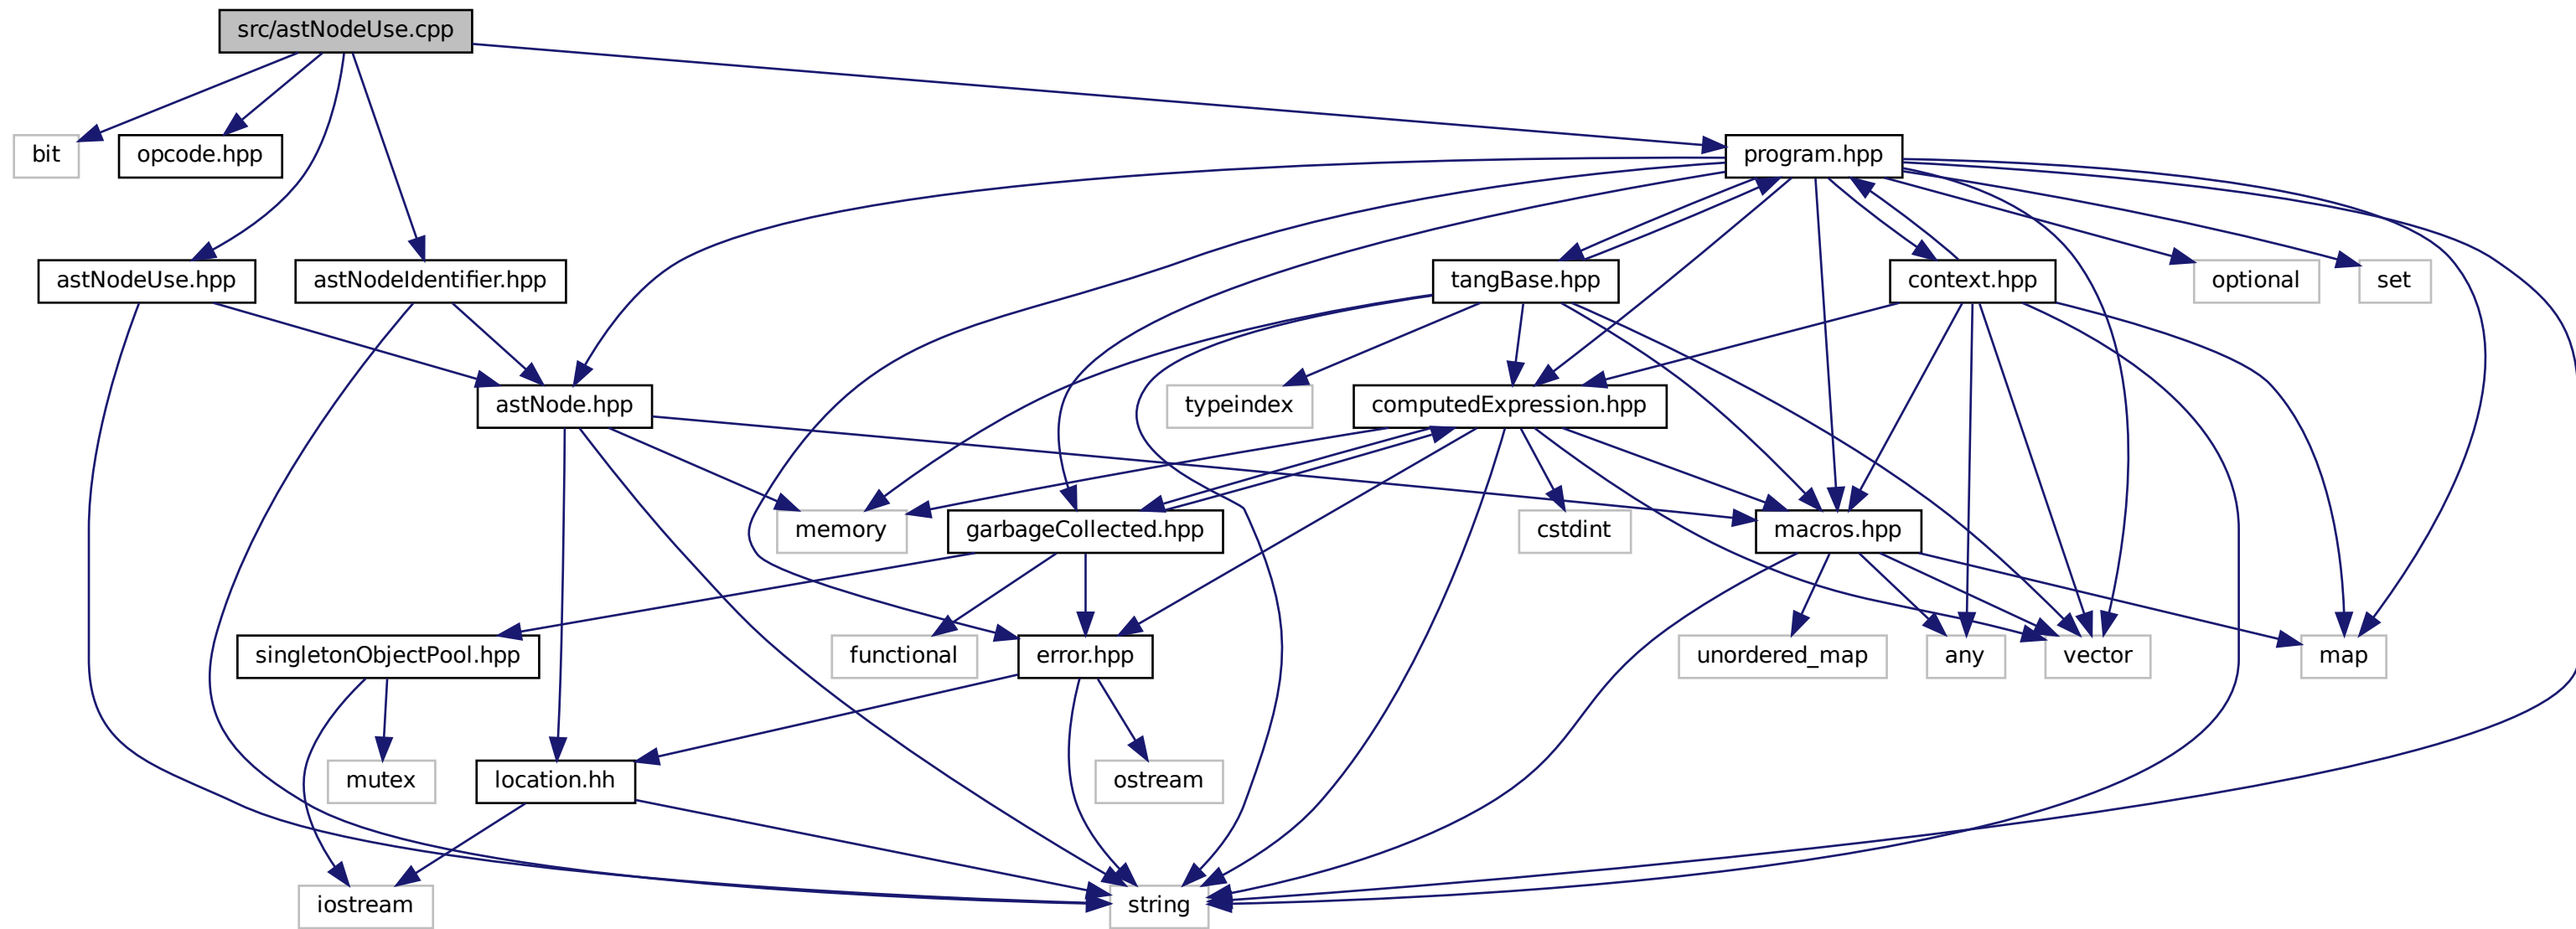 src/astNodeUse.cpp
bit
opcode.hpp
program.hpp
astNodeUse.hpp
astNodeIdentifier.hpp
tangBase.hpp
context.hpp
optional
set
astNode.hpp
typeindex
computedExpression.hpp
memory
garbageCollected.hpp
cstdint
macros.hpp
singletonObjectPool.hpp
functional
error.hpp
unordered_map
any
vector
map
mutex
location.hh
ostream
iostream
string